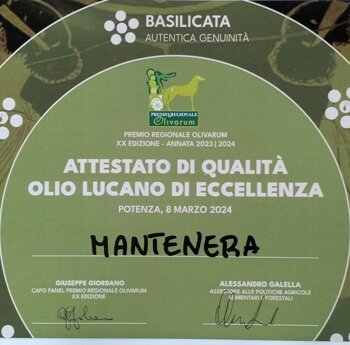 BASILICATA
AUTENTICA GENUINITÀ
PREMIO REGIONALE
Olivarum
PREMIO REGIONALE OLIVARUM
XX EDIZIONE - ANNATA 2023 | 2024
ATTESTATO DI QUALITÀ
OLIO LUCANO DI ECCELLENZA
POTENZA, 8 MARZO 2024
MANTENERA
GIUSEPPE GIORDANO
CAPO PANEL PREMIO REGIONALE OLIVARUM
XX EDIZIONE
ALESSANDRO GALELLA
ASSESSORE ALLE POLITICHE AGRICOLE
ALIMENTARI E FORESTALI